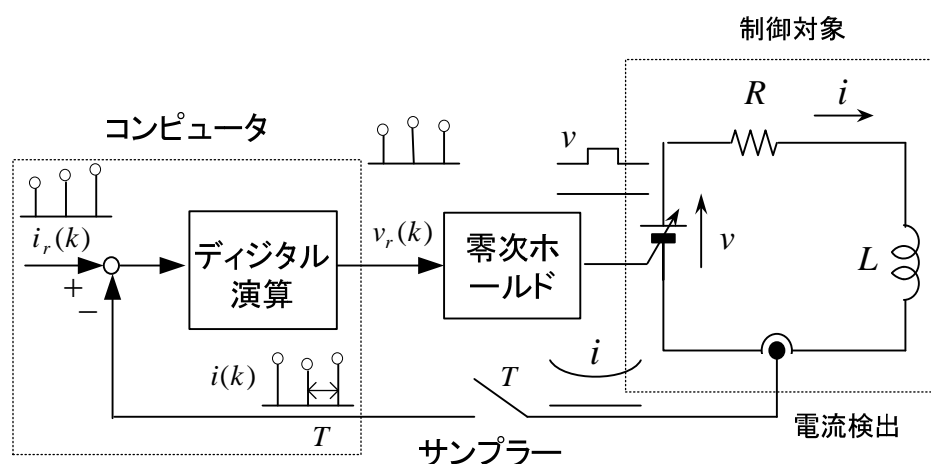 制御対象
コンピュータ
R
i
v
i_r(k)
ディジタル
演算
v_r(k)
零次ホ
ールド
v
L
+
−
i(k)
T
T
i
サンプラー
電流検出